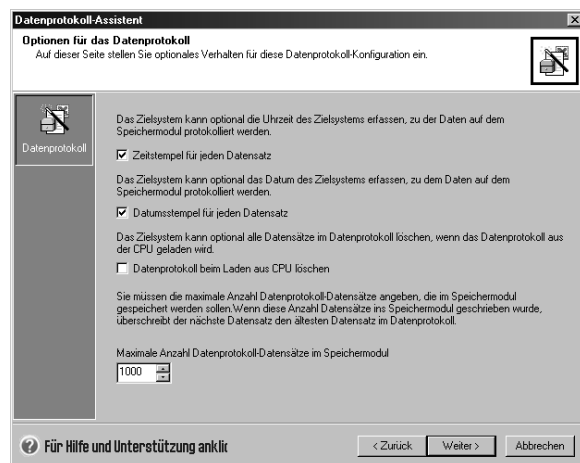 Datenprotokoll-Assistent
Optionen für das Datenprotokoll
Auf dieser Seite stellen Sie optionales Verhalten für diese Datenprotokoll-Konfiguration ein.
Datenprotokoll
Das Zielsystem kann optional die Uhrzeit des Zielsystems erfassen, zu der Daten auf dem
Speichermodul protokolliert werden.
Zeitstempel für jeden Datensatz
Das Zielsystem kann optional das Datum des Zielsystems erfassen, zu dem Daten auf dem
Speichermodul protokolliert werden.
Datumsstempel für jeden Datensatz
Das Zielsystem kann optional alle Datensätze im Datenprotokoll löschen, wenn das Datenprotokoll aus
der CPU geladen wird.
Datenprotokoll beim Laden aus CPU löschen
Sie müssen die maximale Anzahl Datenprotokoll-Datensätze angeben, die im Speichermodul
gespeichert werden sollen.Wenn diese Anzahl Datensätze ins Speichermodul geschrieben wurde,
überschreibt der nächste Datensatz den ältesten Datensatz im Datenprotokoll.
Maximale Anzahl Datenprotokoll-Datensätze im Speichermodul
1000
? Für Hilfe und Unterstützung anklic
< Zurück Weiter > Abbrechen